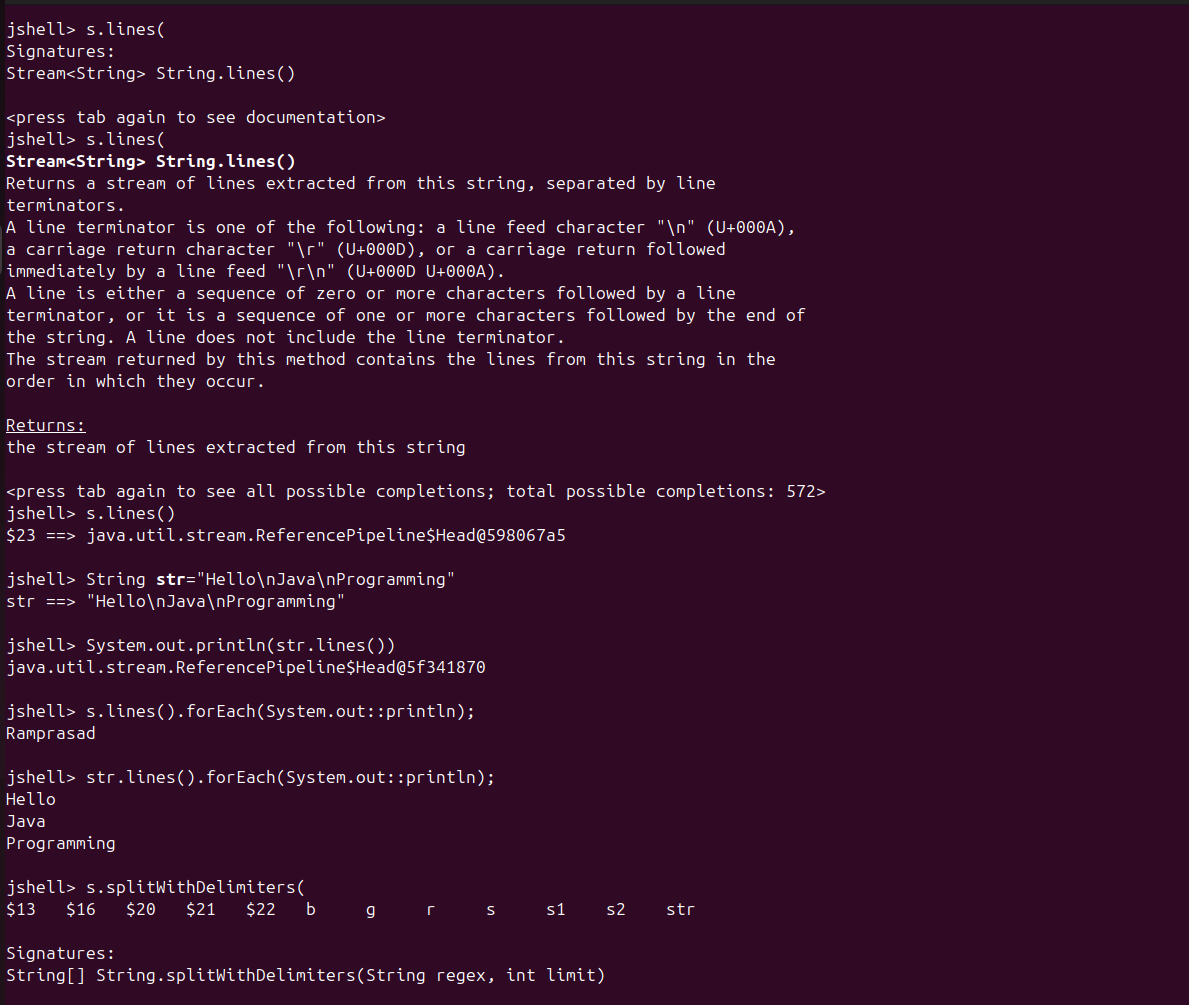 jshell> s.lines(
Signatures:
Stream<String> String.lines()
<press tab again to see documentation>
jshell> s.lines(
Stream<String> String.lines()
Returns a stream of lines extracted from this string, separated by line
terminators.
A line terminator is one of the following: a line feed character "\n" (U+000A),
a carriage return character "\r" (U+000D), or a carriage return followed
immediately by a line feed "\r\n" (U+000D U+000A).
A line is either a sequence of zero or more characters followed by a line
terminator, or it is a sequence of one or more characters followed by the end of
the string. A line does not include the line terminator.
The stream returned by this method contains the lines from this string in the
order in which they occur.
Returns:
the stream of lines extracted from this string
<press tab again to see all possible completions; total possible completions: 572>
jshell> s.lines()
$23 ==> java.util.stream.ReferencePipeline$Head@598067a5
jshell> String str="Hello\nJava\nProgramming"
str ==> "Hello\nJava\nProgramming"
jshell> System.out.println(str.lines())
java.util.stream.ReferencePipeline$Head@5f341870
jshell> s.lines().forEach(System.out::println);
Ramprasad
jshell> str.lines().forEach(System.out::println);
Hello
Java
Programming
jshell> s.splitWithDelimiters(
$13   $16   $20   $21   $22   b     g     r     s     s1    s2    str
Signatures:
String[] String.splitWithDelimiters(String regex, int limit)